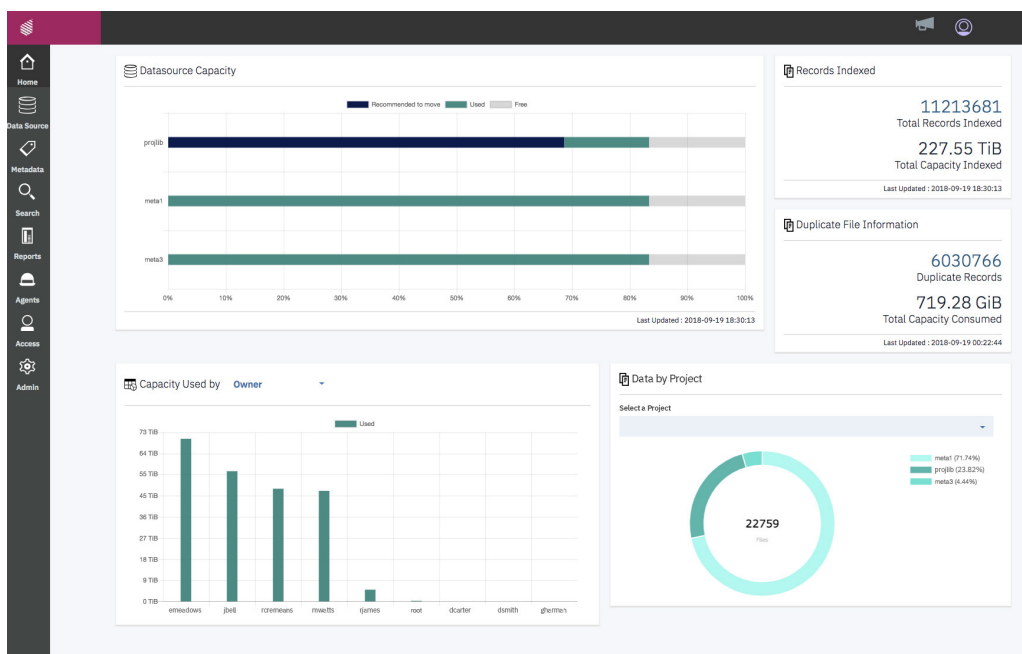 Home
Data Source
Metadata
Search
Reports
Agents
Access
Admin
Datasource Capacity
Recommended to move Used Free
projlib
meta1
meta3
0% 10% 20% 30% 40% 50% 60% 70% 80% 90% 100%
Last Updated : 2018-09-19 18:30:13
Records Indexed
11213681
Total Records Indexed
227.55 TiB
Total Capacity Indexed
Last Updated : 2018-09-19 18:30:13
Duplicate File Information
6030766
Duplicate Records
719.28 GiB
Total Capacity Consumed
Last Updated : 2018-09-19 00:22:44
Capacity Used by Owner
Used
73 TiB
64 TiB
55 TiB
45 TiB
36 TiB
27 TiB
18 TiB
9 TiB
0 TiB
emeadows jbell rcremeans mwatts rjames root dcarter dsmith gherman
Data by Project
Select a Project
meta1 (71.74%)
projlib (23.82%)
meta3 (4.44%)
22759
Files